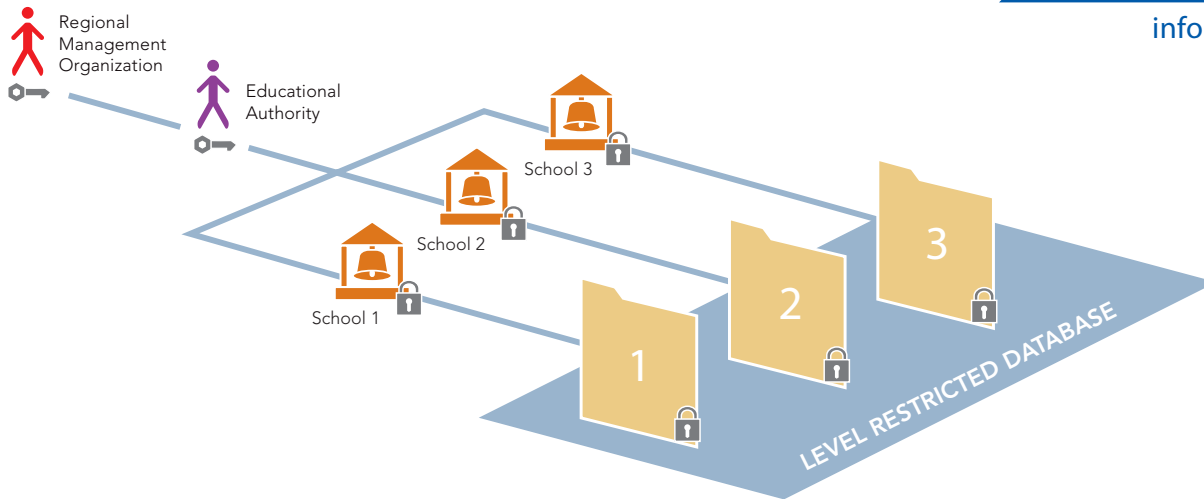 info
Regional
Management
Organization
Educational
Authority
School 3
School 2
School 1
3
2
1
LEVEL RESTRICTED DATABASE